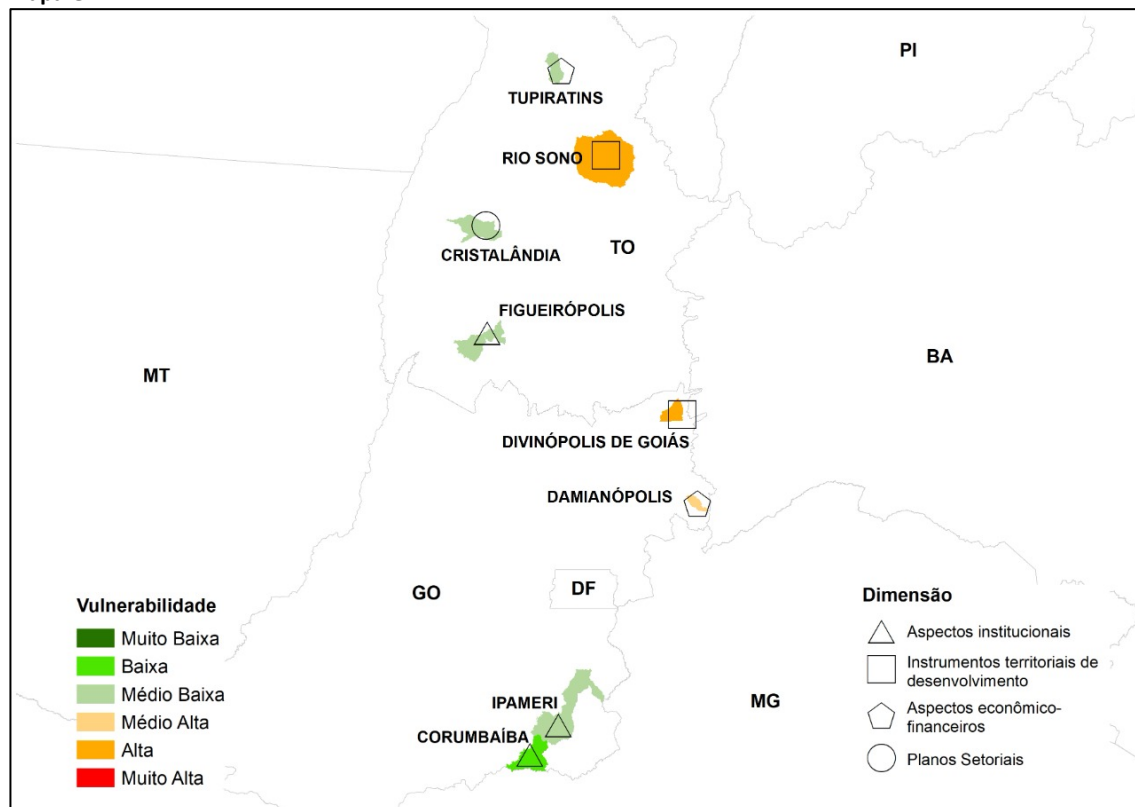 PI
TUPIRATINS
RIO SONO
TO
CRISTALÂNDIA
FIGUEIRÓPOLIS
MT
BA
DIVINÓPOLIS DE GOIÁS
DAMIANÓPOLIS
GO
DF
MG
IPAMERI
CORUMBAÍBA
Vulnerabilidade
Muito Baixa
Baixa
Médio Baixa
Médio Alta
Alta
Muito Alta
Dimensão
Aspectos institucionais
Instrumentos territoriais de
desenvolvimento
Aspectos econômico-
financeiros
Planos Setoriais